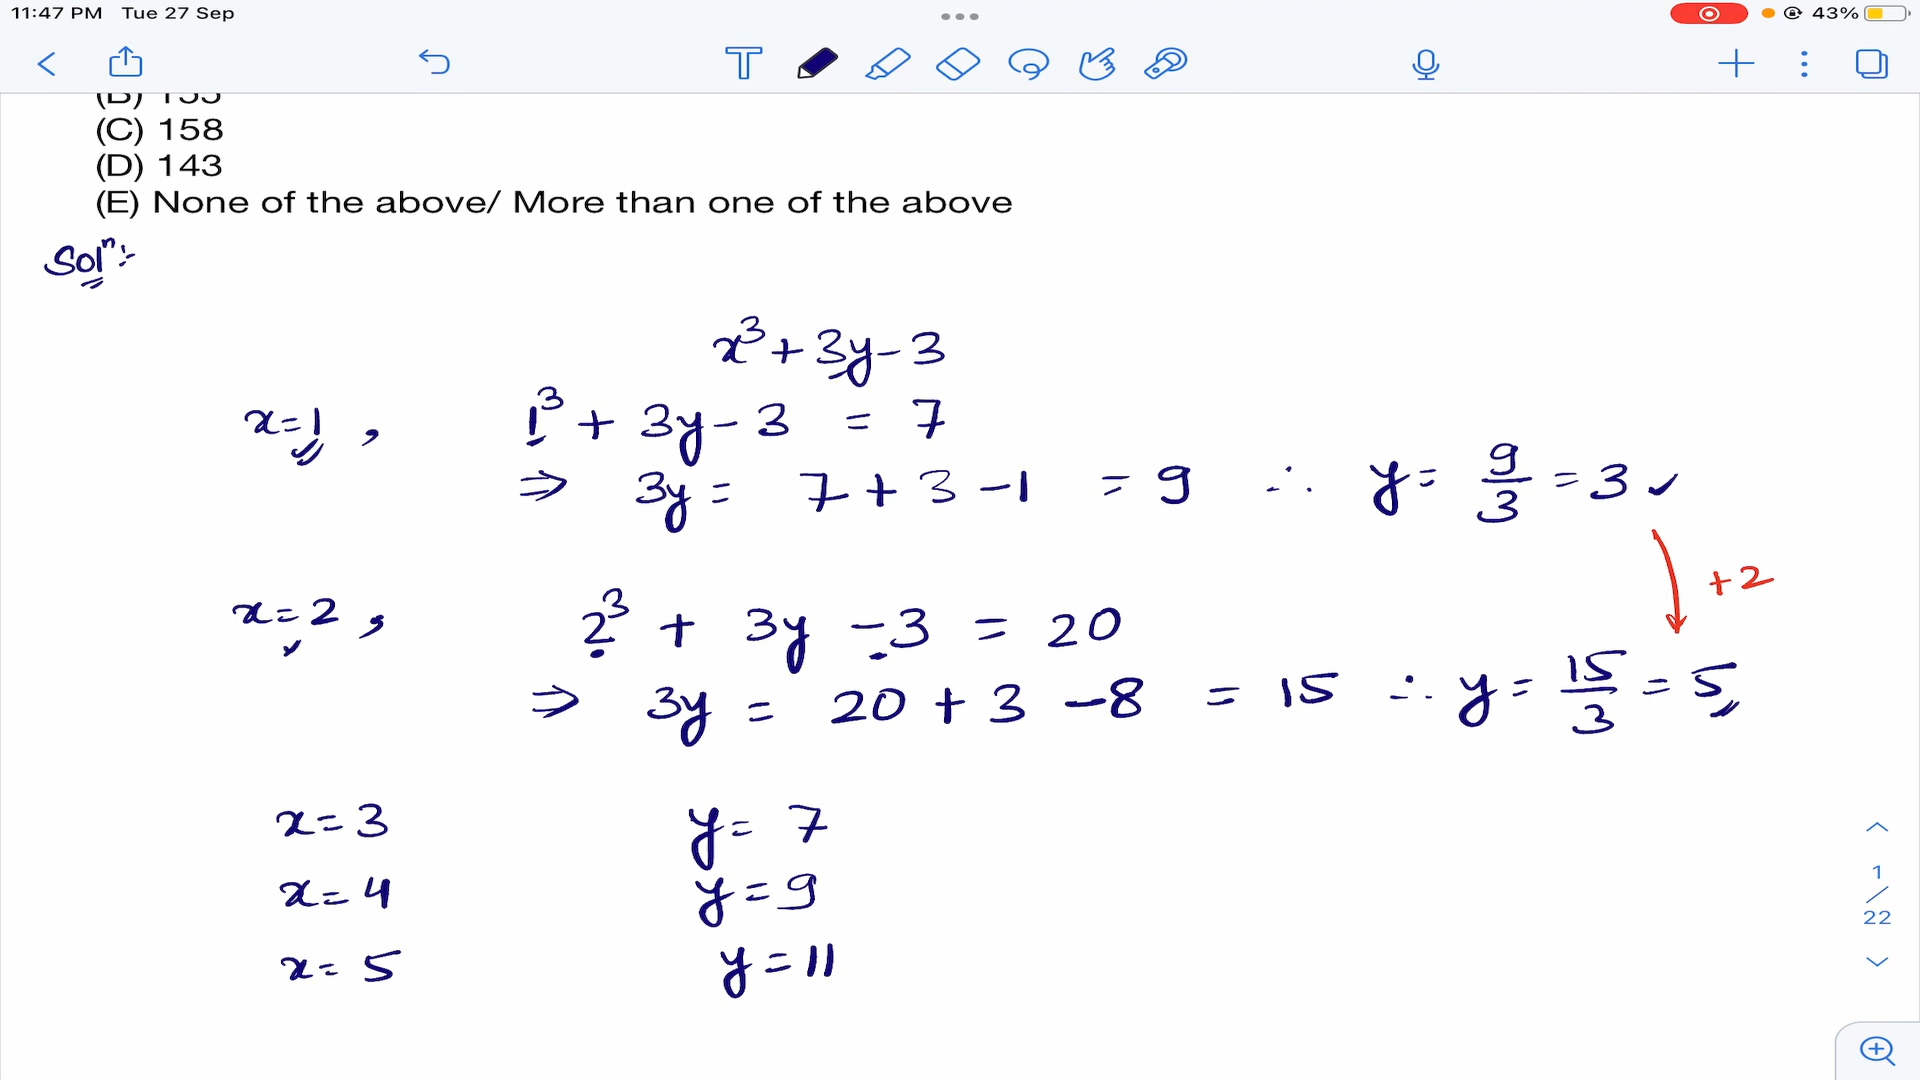 11:47 PM Tue 27 Sep
43%
(B) 155
(C) 158
(D) 143
(E) None of the above/ More than one of the above
Solⁿ:-
x³ + 3y - 3
x=1, 1³ + 3y - 3 = 7
⇒ 3y = 7 + 3 - 1 = 9 ∴ y = 9/3 = 3 ✓
+2
x=2, 2³ + 3y - 3 = 20
⇒ 3y = 20 + 3 - 8 = 15 ∴ y = 15/3 = 5
x=3 y= 7
x=4 y=9
x=5 y=11
1
/
22